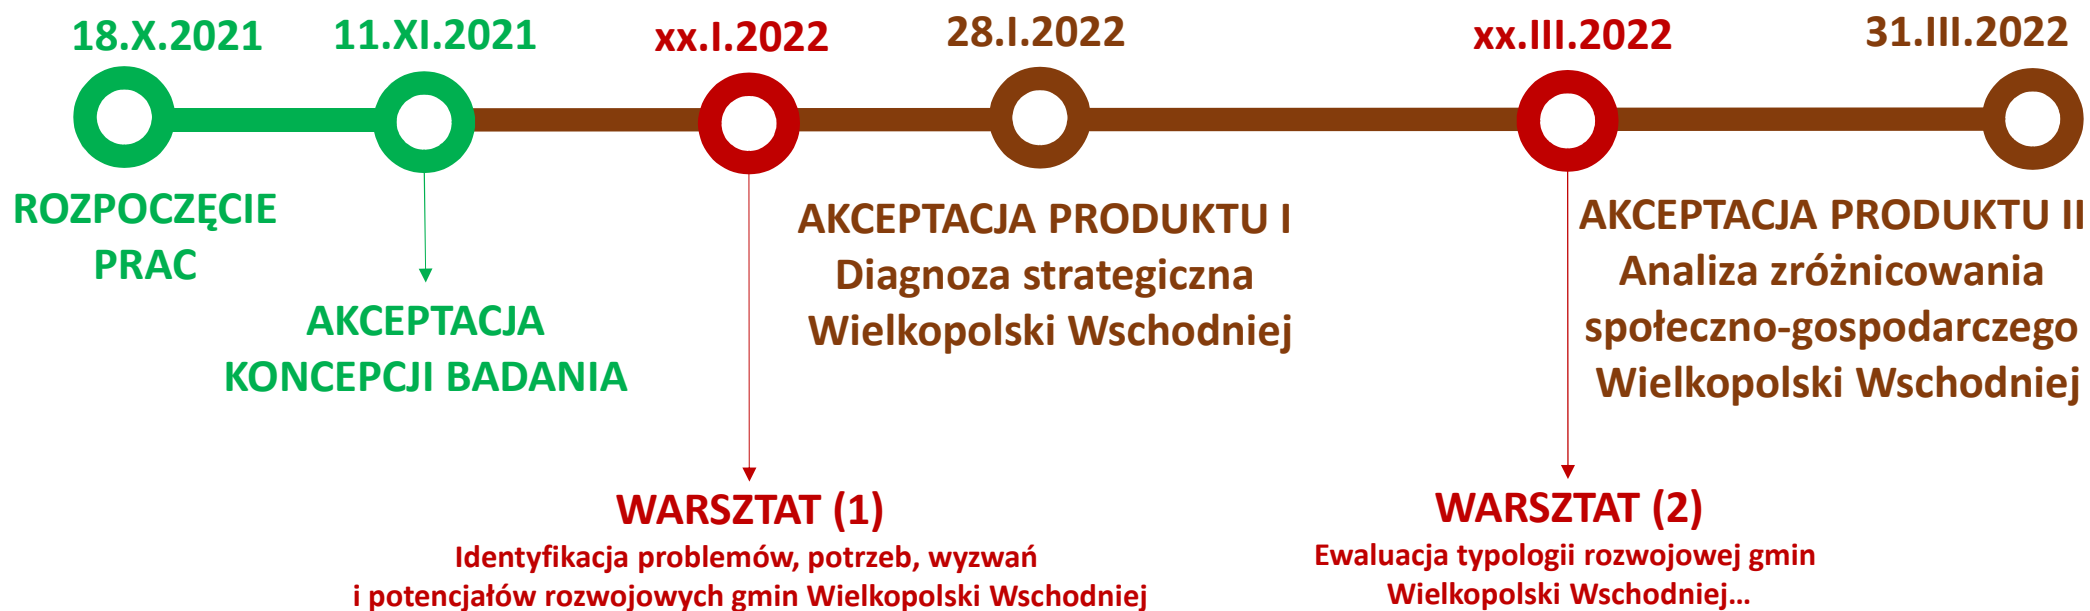 18.X.2021
11.XI.2021
xx.I.2022
28.I.2022
xx.III.2022
31.III.2022
ROZPOCZĘCIE
PRAC
AKCEPTACJA
KONCEPCJI BADANIA
WARSZTAT (1)
Identyfikacja problemów, potrzeb, wyzwań
i potencjałów rozwojowych gmin Wielkopolski Wschodniej
AKCEPTACJA PRODUKTU I
Diagnoza strategiczna
Wielkopolski Wschodniej
WARSZTAT (2)
Ewaluacja typologii rozwojowej gmin
Wielkopolski Wschodniej...
AKCEPTACJA PRODUKTU II
Analiza zróżnicowania
społeczno-gospodarczego
Wielkopolski Wschodniej